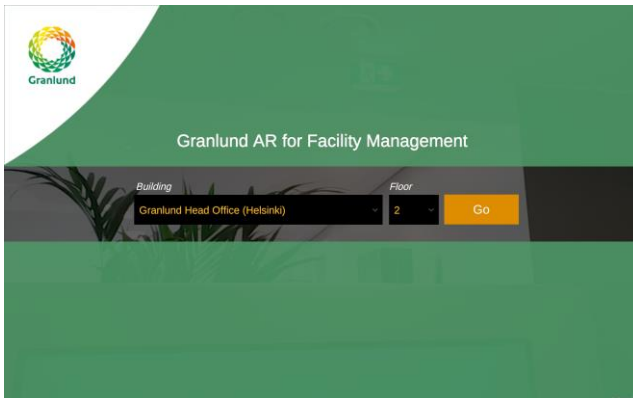 Granlund
Granlund AR for Facility Management
Building
Floor
Granlund Head Office (Helsinki)
2
Go